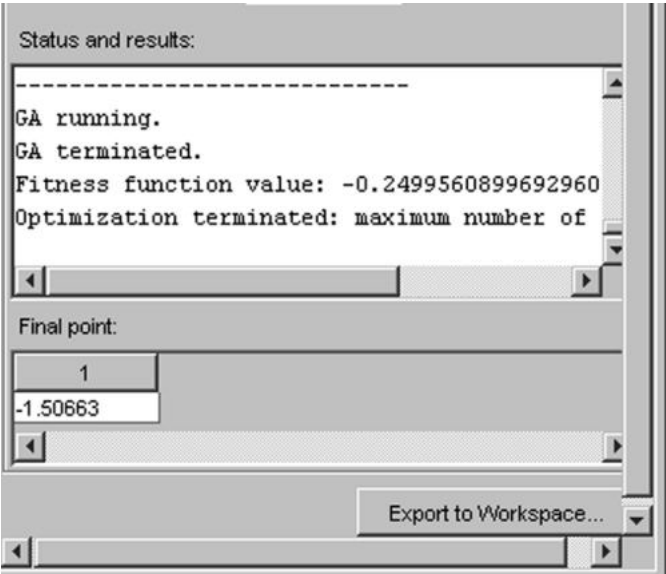 Status and results:
------------------------------
GA running.
GA terminated.
Fitness function value: -0.2499560899692960
Optimization terminated: maximum number of
Final point:
1
-1.50663
Export to Workspace...